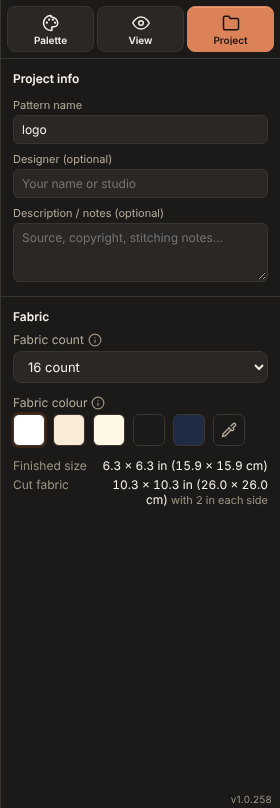 Palette
View
Project
Project info
Pattern name
logo
Designer (optional)
Your name or studio
Description / notes (optional)
Source, copyright, stitching notes...
Fabric
Fabric count
16 count
Fabric colour
Finished size 6.3 × 6.3 in (15.9 × 15.9 cm)
Cut fabric 10.3 × 10.3 in (26.0 × 26.0
cm) with 2 in each side
v1.0.258